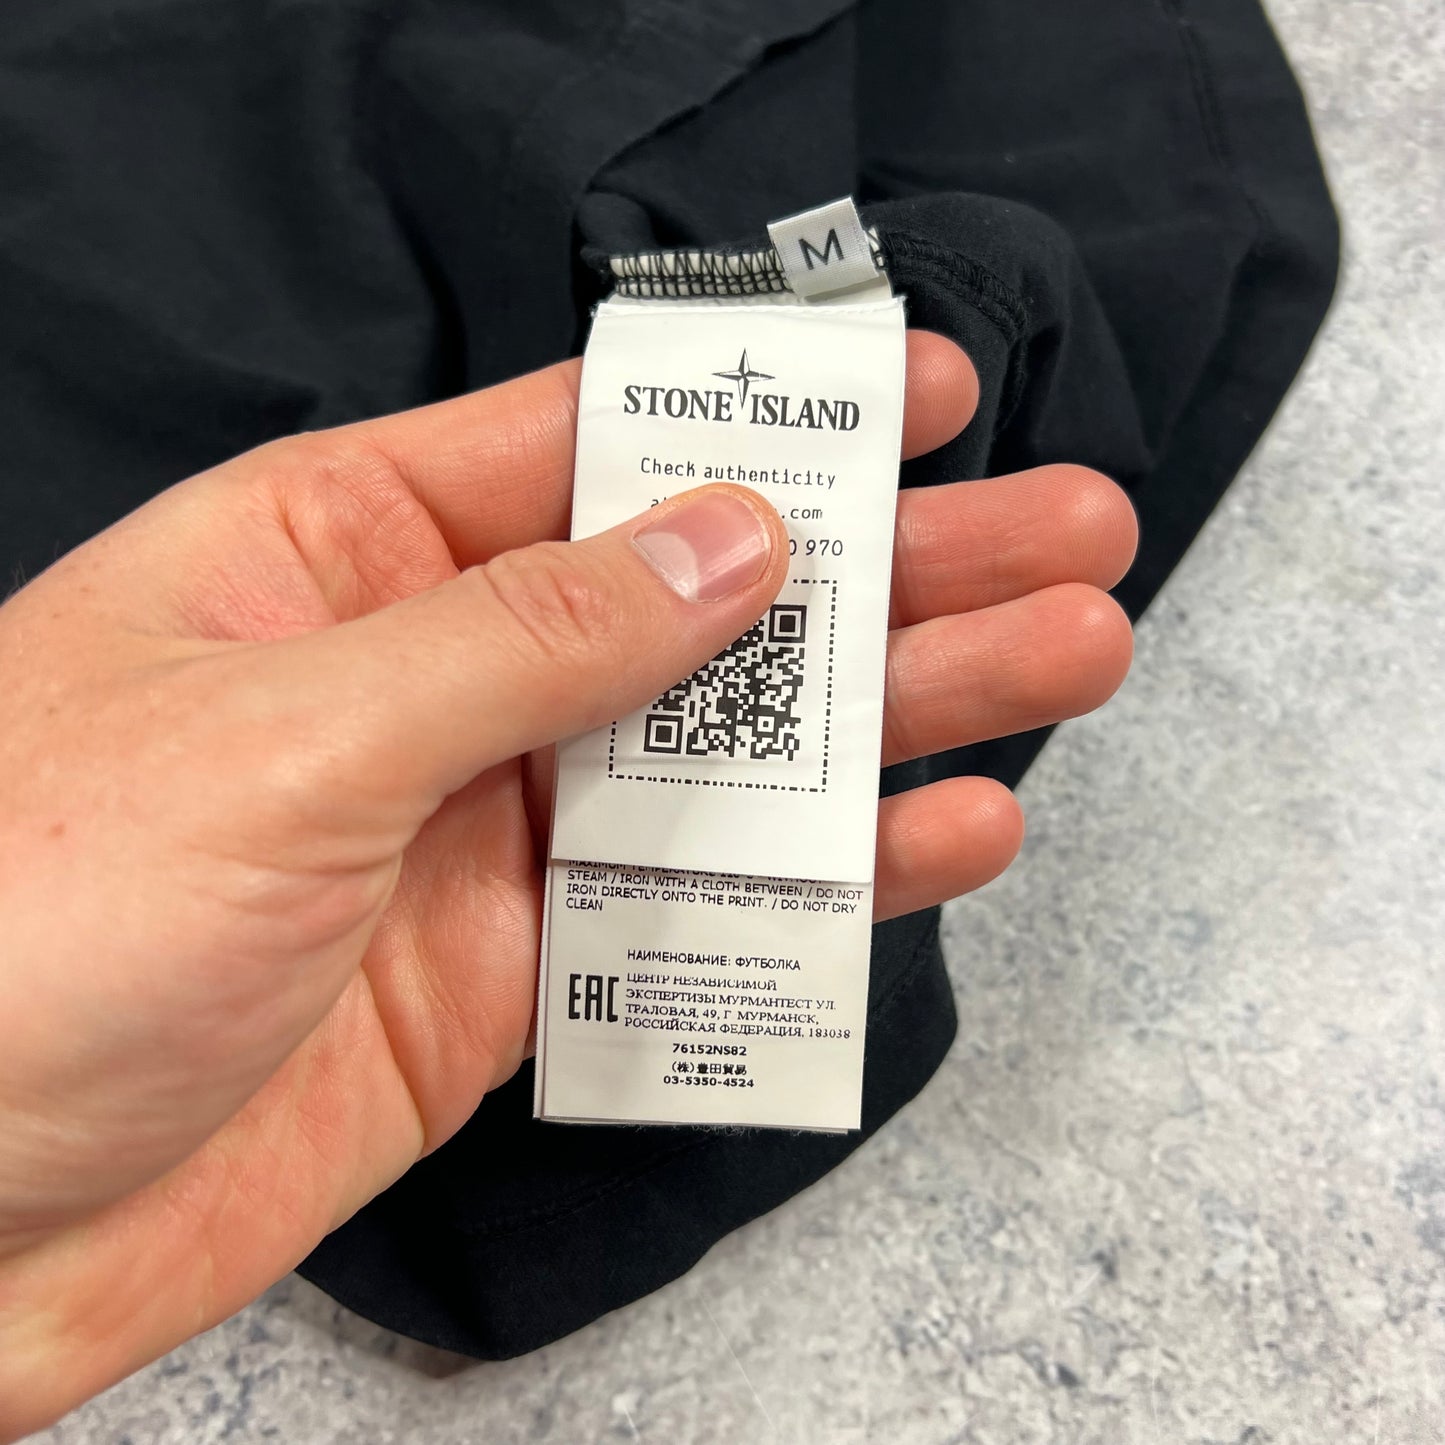 M
STONE ISLAND
Check authenticity
.com
970
STEAM / IRON WITH A CLOTH BETWEEN / DO NOT
IRON DIRECTLY ONTO THE PRINT. / DO NOT DRY
CLEAN
НАИМЕНОВАНИЕ: ФУТБОЛКА
EAC
ЦЕНТР НЕЗАВИСИМОЙ
ЭКСПЕРТИЗЫ МУРМАНТЕСТ УЛ.
ТРАЛОВАЯ, 49, Г МУРМАНСК,
РОССИЙСКАЯ ФЕДЕРАЦИЯ, 183038
76152NS82
(株)豊田貿易
03-5350-4524